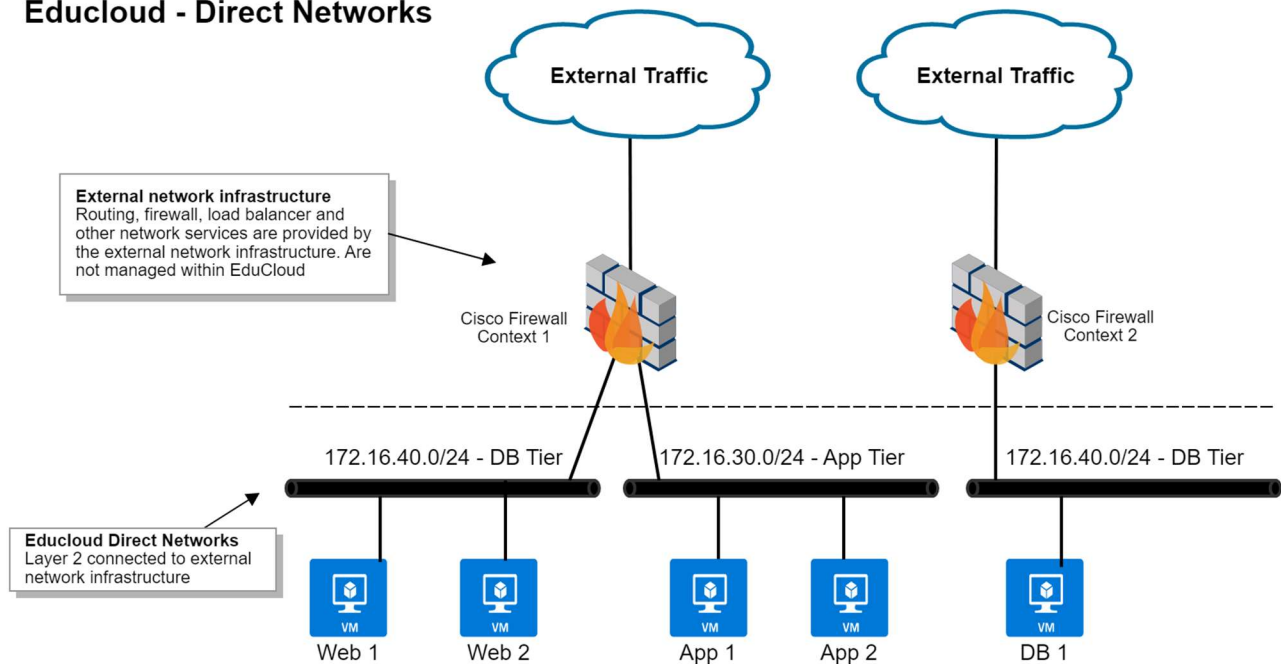 Educloud - Direct Networks
External Traffic
External Traffic
External network infrastructure
Routing, firewall, load balancer and
other network services are provided by
the external network infrastructure. Are
not managed within EduCloud
Cisco Firewall
Context 1
Cisco Firewall
Context 2
172.16.40.0/24 - DB Tier
172.16.30.0/24 - App Tier
172.16.40.0/24 - DB Tier
Educloud Direct Networks
Layer 2 connected to external
network infrastructure
VM
VM
VM
VM
VM
Web 1
Web 2
App 1
App 2
DB 1